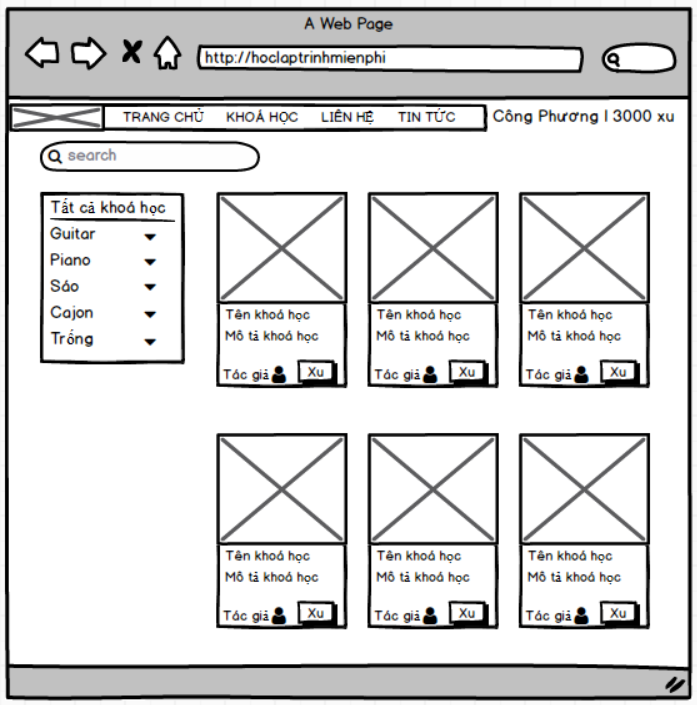 A Web Page
http://hoclaptrinhmienphi
TRANG CHỦ KHOÁ HỌC LIÊN HỆ TIN TỨC Công Phương | 3000 xu
search
Tất cả khoá học
Guitar
Piano
Sáo
Cajon
Trống
Tên khoá học Tên khoá học Tên khoá học
Mô tả khoá học Mô tả khoá học Mô tả khoá học
Tác giả Xu Tác giả Xu Tác giả Xu
Tên khoá học Tên khoá học Tên khoá học
Mô tả khoá học Mô tả khoá học Mô tả khoá học
Tác giả Xu Tác giả Xu Tác giả Xu